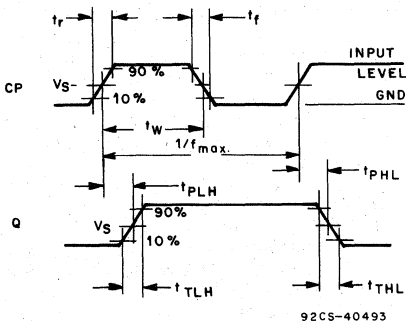 tr
tf
INPUT
LEVEL
90 %
CP
VS
10 %
GND
tW
1/fmax.
tPLH
tPHL
90%
Q
VS
10 %
tTLH
tTHL
92CS-40493